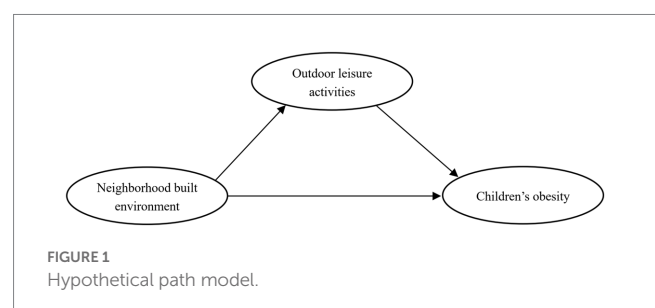 Outdoor leisure
activities
Neighborhood built
environment
Children's obesity
FIGURE 1
Hypothetical path model.